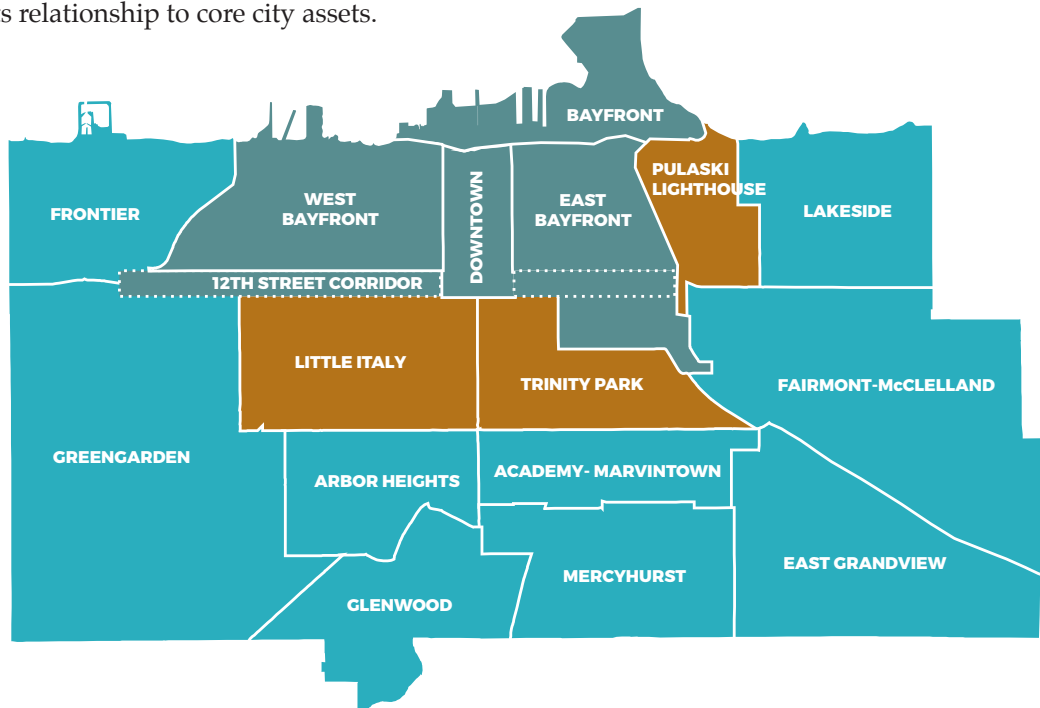 ts relationship to core city assets.
BAYFRONT
PULASKI
LIGHTHOUSE
WEST
BAYFRONT
DOWNTOWN
EAST
BAYFRONT
FRONTIER
LAKESIDE
12TH STREET CORRIDOR
LITTLE ITALY
TRINITY PARK
FAIRMONT-McCLELLAND
GREENGARDEN
ARBOR HEIGHTS
ACADEMY- MARVINTOWN
EAST GRANDVIEW
MERCYHURST
GLENWOOD